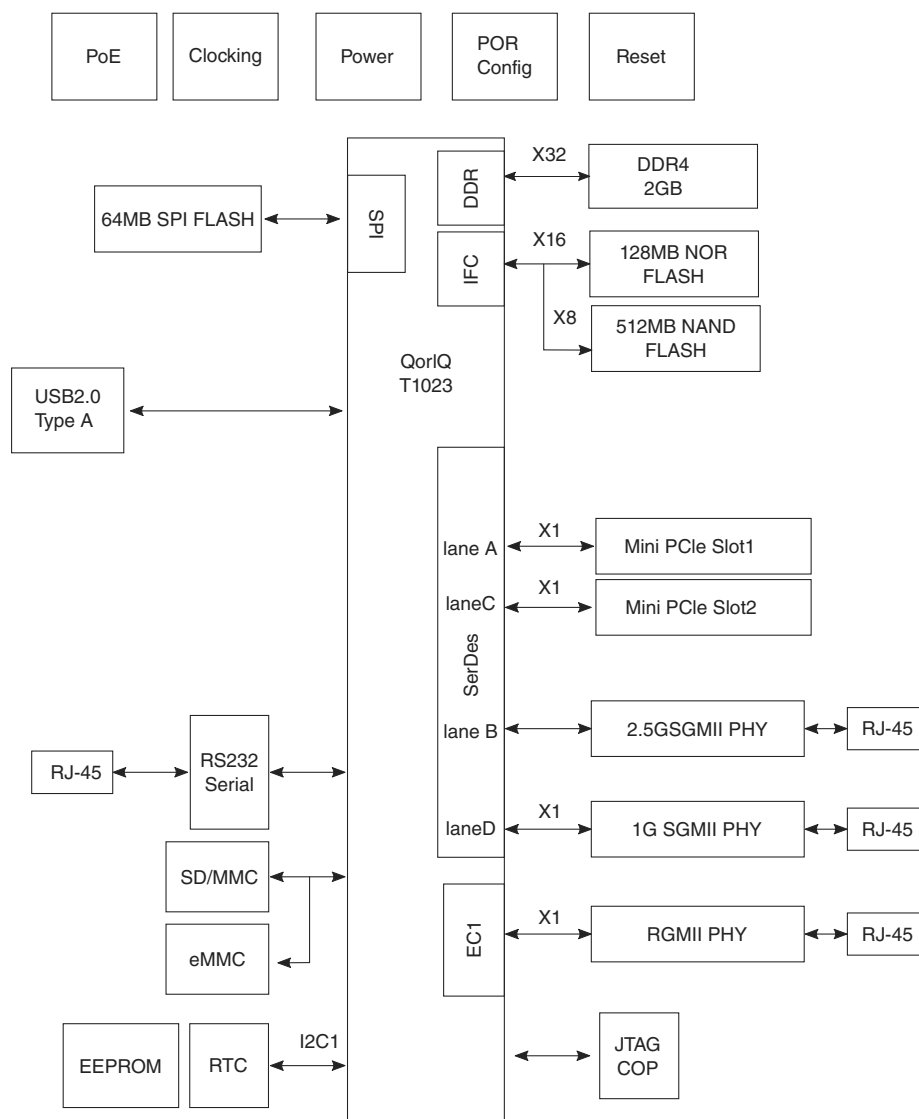 PoE
Clocking
Power
POR
Config
Reset
DDR
X32
DDR4
2GB
64MB SPI FLASH
SPI
IFC
X16
128MB NOR
FLASH
X8
512MB NAND
FLASH
QorIQ
T1023
USB2.0
Type A
lane A
X1
Mini PCIe Slot1
laneC
X1
Mini PCIe Slot2
SerDes
lane B
2.5GSGMII PHY
RJ-45
RJ-45
RS232
Serial
laneD
X1
1G SGMII PHY
RJ-45
SD/MMC
eMMC
EC1
X1
RGMII PHY
RJ-45
EEPROM
RTC
I2C1
JTAG
COP